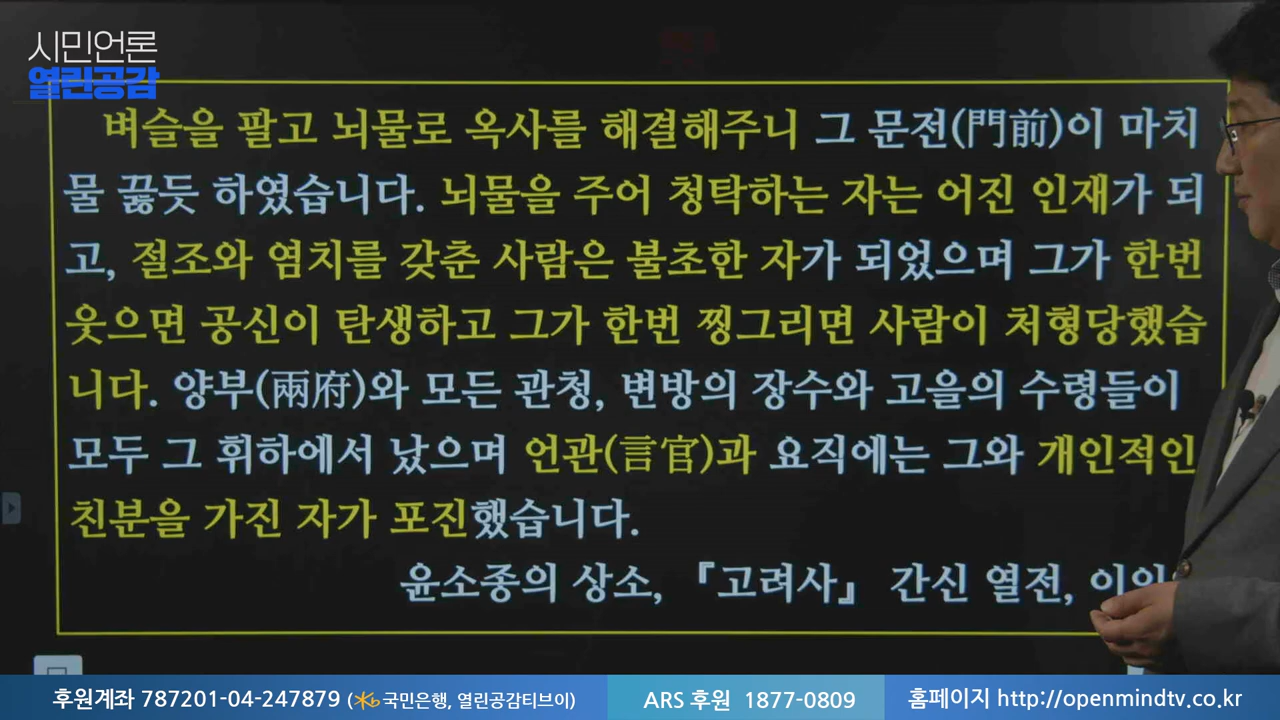 시민언론
열린공감
벼슬을 팔고 뇌물로 옥사를 해결해주니 그 문전(門前)이 마치
물 끓듯 하였습니다. 뇌물을 주어 청탁하는 자는 어진 인재가 되
고, 절조와 염치를 갖춘 사람은 불초한 자가 되었으며 그가 한번
웃으면 공신이 탄생하고 그가 한번 찡그리면 사람이 처형당했습
니다. 양부(兩府)와 모든 관청, 변방의 장수와 고을의 수령들이
모두 그 휘하에서 났으며 언관(言官)과 요직에는 그와 개인적인
친분을 가진 자가 포진했습니다.
윤소종의 상소, 『고려사』 간신 열전,
후원계좌 787201-04-247879 (국민은행, 열린공감티브이) ARS 후원 1877-0809 홈페이지 http://openmindtv.co.kr